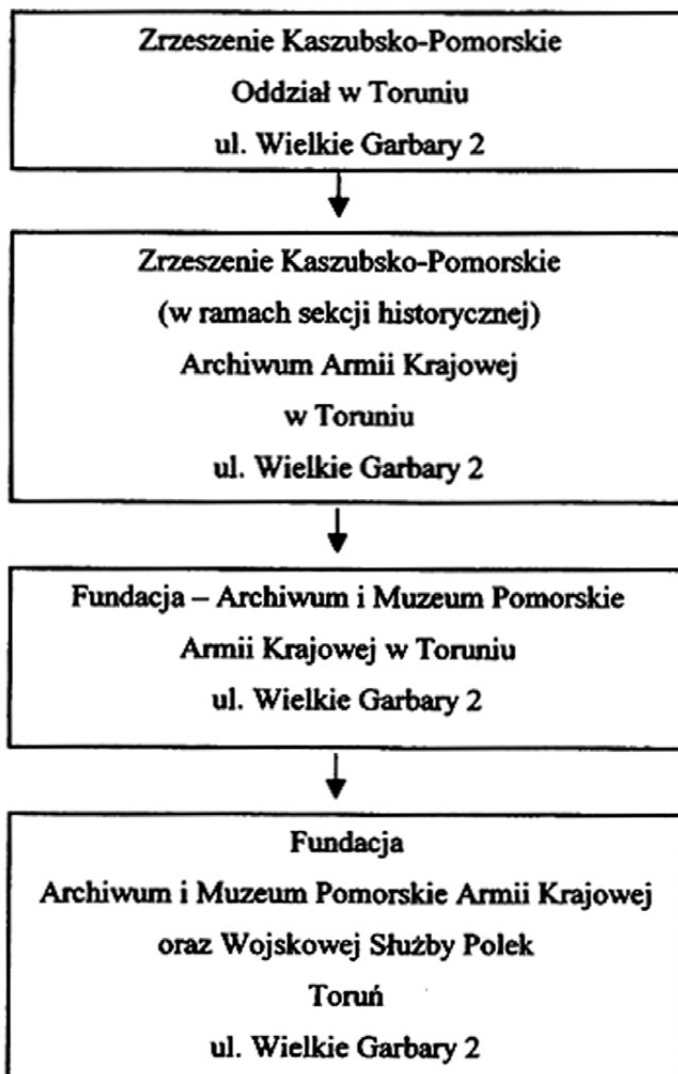 Zrzeszenie Kaszubsko-Pomorskie
Oddział w Toruniu
ul. Wielkie Garbary 2
Zrzeszenie Kaszubsko-Pomorskie
(w ramach sekcji historycznej)
Archiwum Armii Krajowej
w Toruniu
ul. Wielkie Garbary 2
Fundacja – Archiwum i Muzeum Pomorskie
Armii Krajowej w Toruniu
ul. Wielkie Garbary 2
Fundacja
Archiwum i Muzeum Pomorskie Armii Krajowej
oraz Wojskowej Służby Polek
Toruń
ul. Wielkie Garbary 2